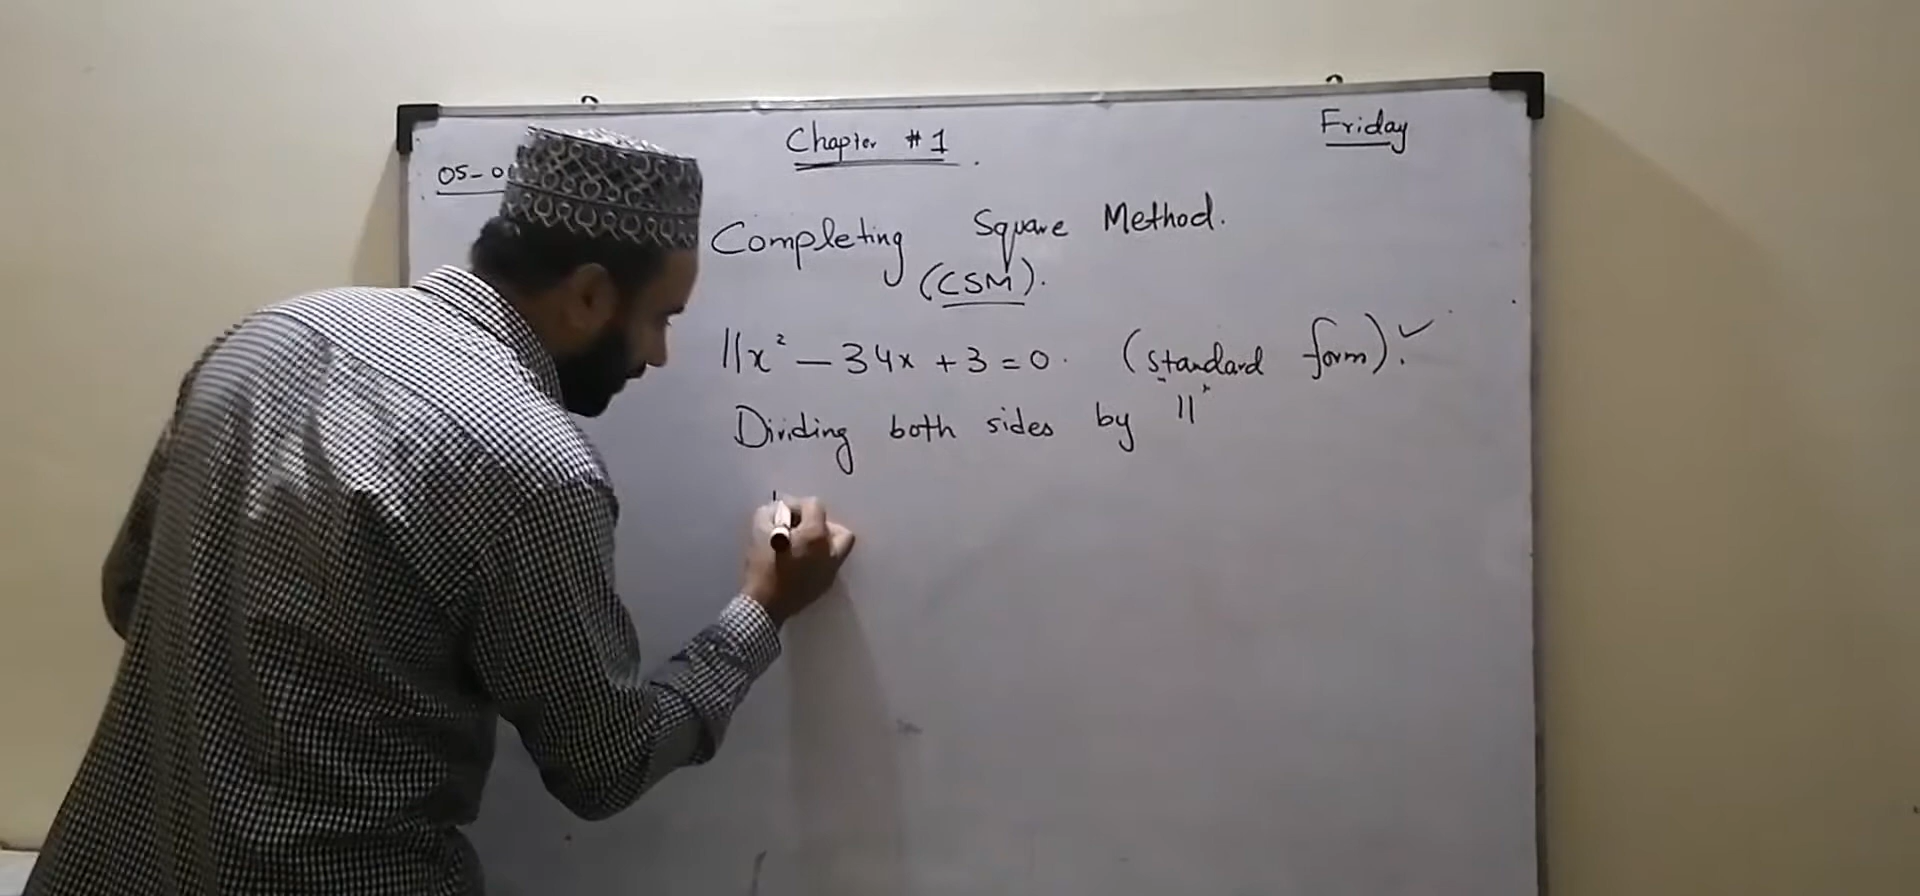 Chapter # 1
Friday
05-0
Completing Square Method.
(CSM).
11x² – 34x + 3 = 0. (standard form). ✓
Dividing both sides by "11"